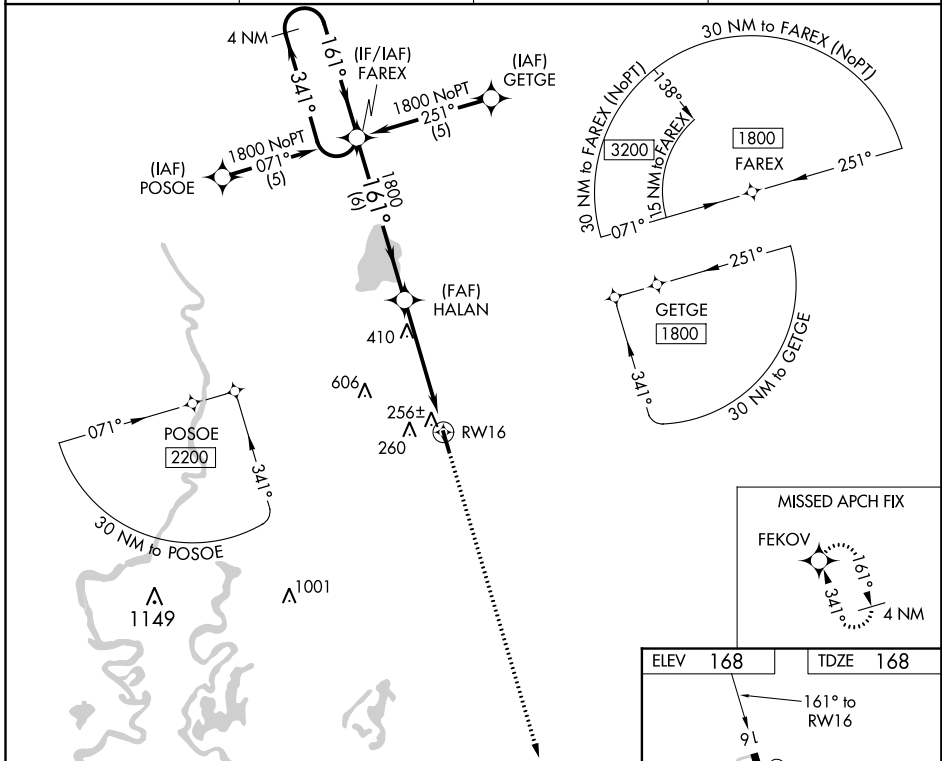 4 NM
161°
341°
(IF/IAF)
FAREX
(IAF)
GETGE
1800 NoPT
251°
(5)
1800 NoPT
071°
(5)
(IAF)
POSOE
1800
161°
(6)
(FAF)
HALAN
410
606
256±
260
RW16
30 NM to FAREX (NoPT)
30 NM to FAREX (NoPT)
138°
3200
15 NM to FAREX
1800
FAREX
251°
071°
251°
GETGE
1800
341°
30 NM to GETGE
071°
POSOE
2200
341°
30 NM to POSOE
1149
1001
MISSED APCH FIX
FEKOV
161°
341°
4 NM
ELEV 168
TDZE 168
161° to
RW16
16